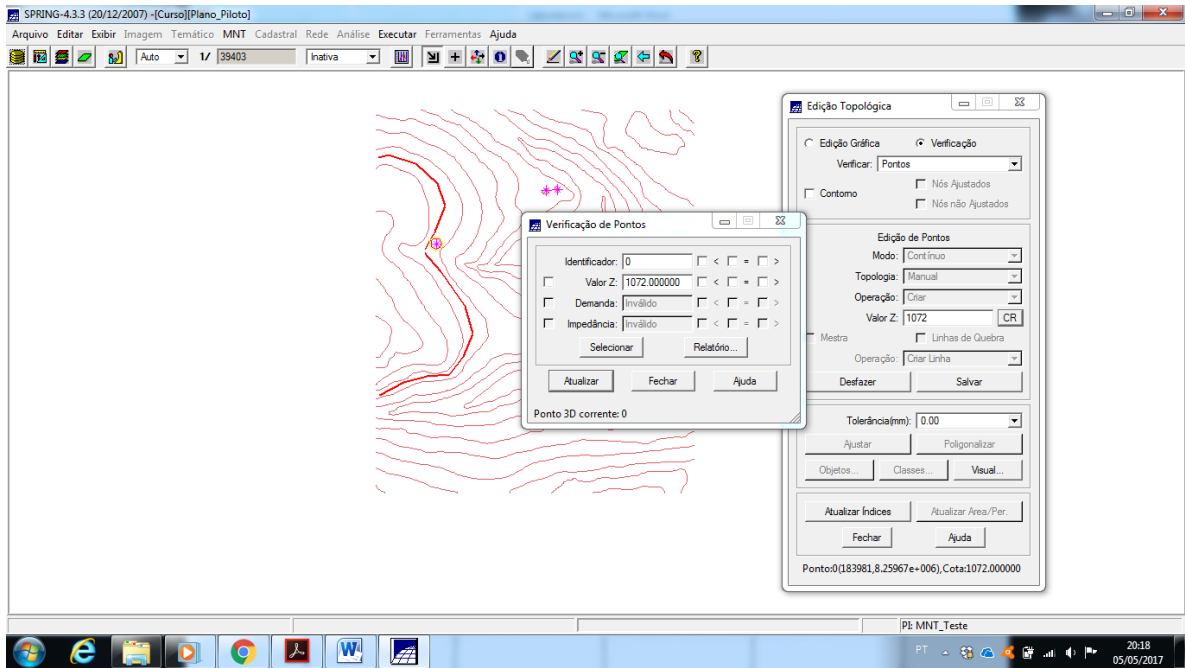 SPRING-4.3.3 (20/12/2007) -[Curso][Plano_Piloto]
Arquivo Editar Exibir Imagem Temático MNT Cadastral Rede Análise Executar Ferramentas Ajuda
Auto 1/ 39403 Inativa
Edição Topológica
Edição Gráfica Verificação
Verificar: Pontos
Contorno Nós Ajustados
Nós não Ajustados
Edição de Pontos
Modo: Contínuo
Topologia: Manual
Operação: Criar
Valor Z: 1072 CR
Mestra Linhas de Quebra
Operação: Criar Linha
Desfazer Salvar
Tolerância(mm): 0.00
Ajustar Poligonalizar
Objetos... Classes... Visual...
Atualizar Índices Atualizar Area/Per.
Fechar Ajuda
Ponto:0(183981,8.25967e+006),Cota:1072.000000
Verificação de Pontos
Identificador: 0 < = >
Valor Z: 1072.000000 < = >
Demanda: Inválido < = >
Impedância: Inválido < = >
Selecionar Relatório...
Atualizar Fechar Ajuda
Ponto 3D corrente: 0
PI: MNT_Teste
PT 20:18
05/05/2017